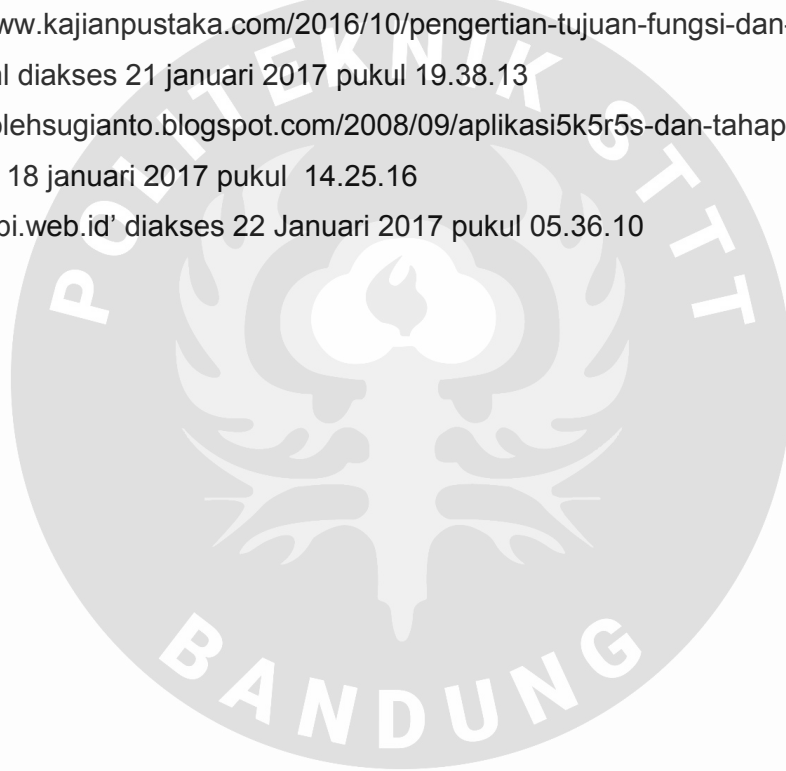 ww.kajianpustaka.com/2016/10/pengertian-tujuan-fungsi-dan-
l diakses 21 januari 2017 pukul 19.38.13
olehsugianto.blogspot.com/2008/09/aplikasi5k5r5s-dan-tahap
18 januari 2017 pukul  14.25.16
bi.web.id’ diakses 22 Januari 2017 pukul 05.36.10
POLITEKNIK STTT
BANDUNG